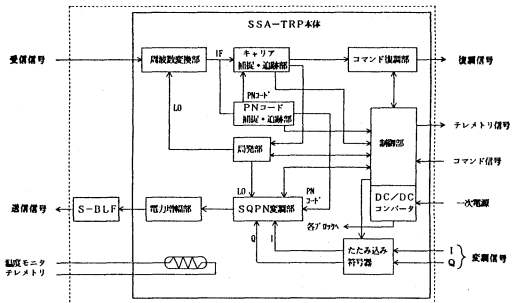 SSA-TRP本体
受信信号
周波数変換部
IF
キャリア
捕捉・追跡部
コマンド復調部
復調信号
PNコード
PNコード
捕捉・追跡部
LO
制御部
テレメトリ信号
局発部
コマンド信号
LO
PN
コード
DC/DC
コンバータ
一次電源
送信信号
S-BLF
電力増幅部
SQPN変調部
各ブロックへ
Q
I
たたみ込み
符号器
I
Q
変調信号
温度モニタ
テレメトリ